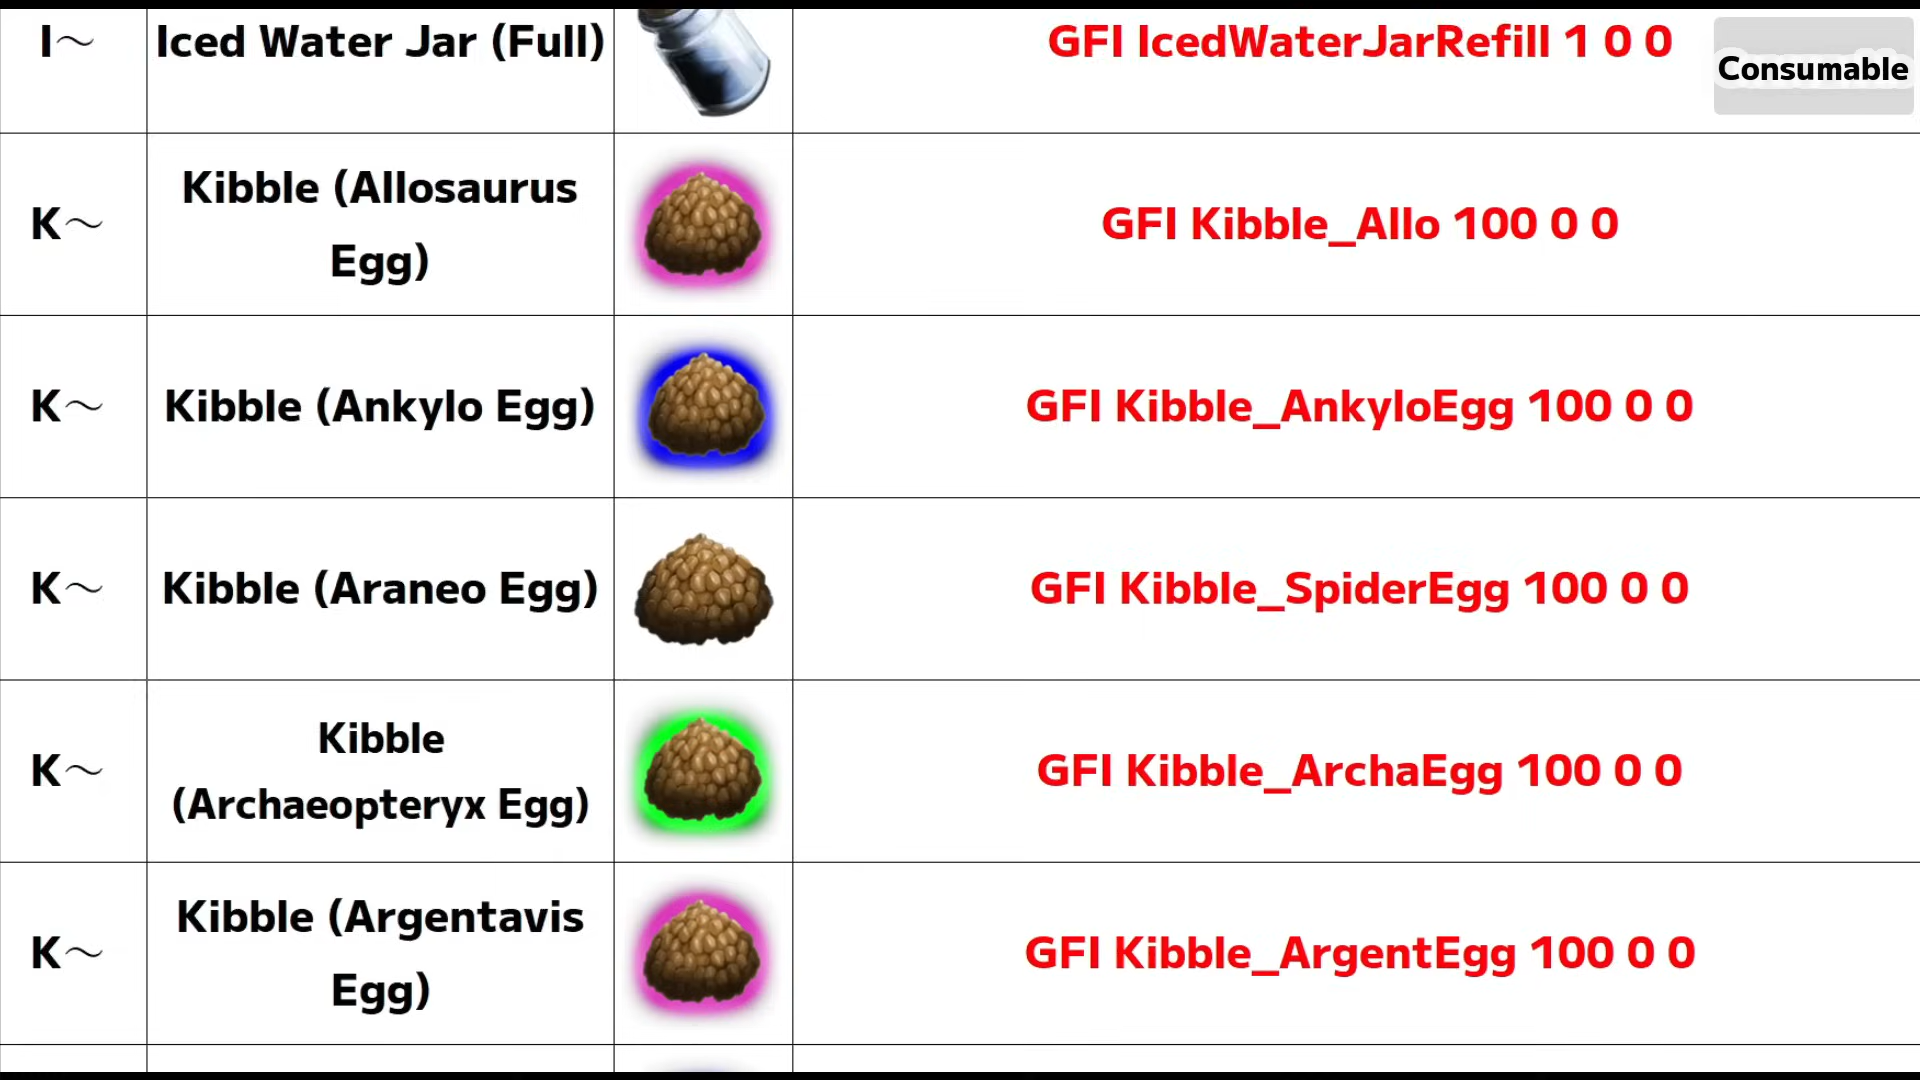 I～
Iced Water Jar (Full)
GFI IcedWaterJarRefill 1 0 0
Consumable
K～
Kibble (Allosaurus
Egg)
GFI Kibble_Allo 100 0 0
K～
Kibble (Ankylo Egg)
GFI Kibble_AnkyloEgg 100 0 0
K～
Kibble (Araneo Egg)
GFI Kibble_SpiderEgg 100 0 0
K～
Kibble
(Archaeopteryx Egg)
GFI Kibble_ArchaEgg 100 0 0
K～
Kibble (Argentavis
Egg)
GFI Kibble_ArgentEgg 100 0 0